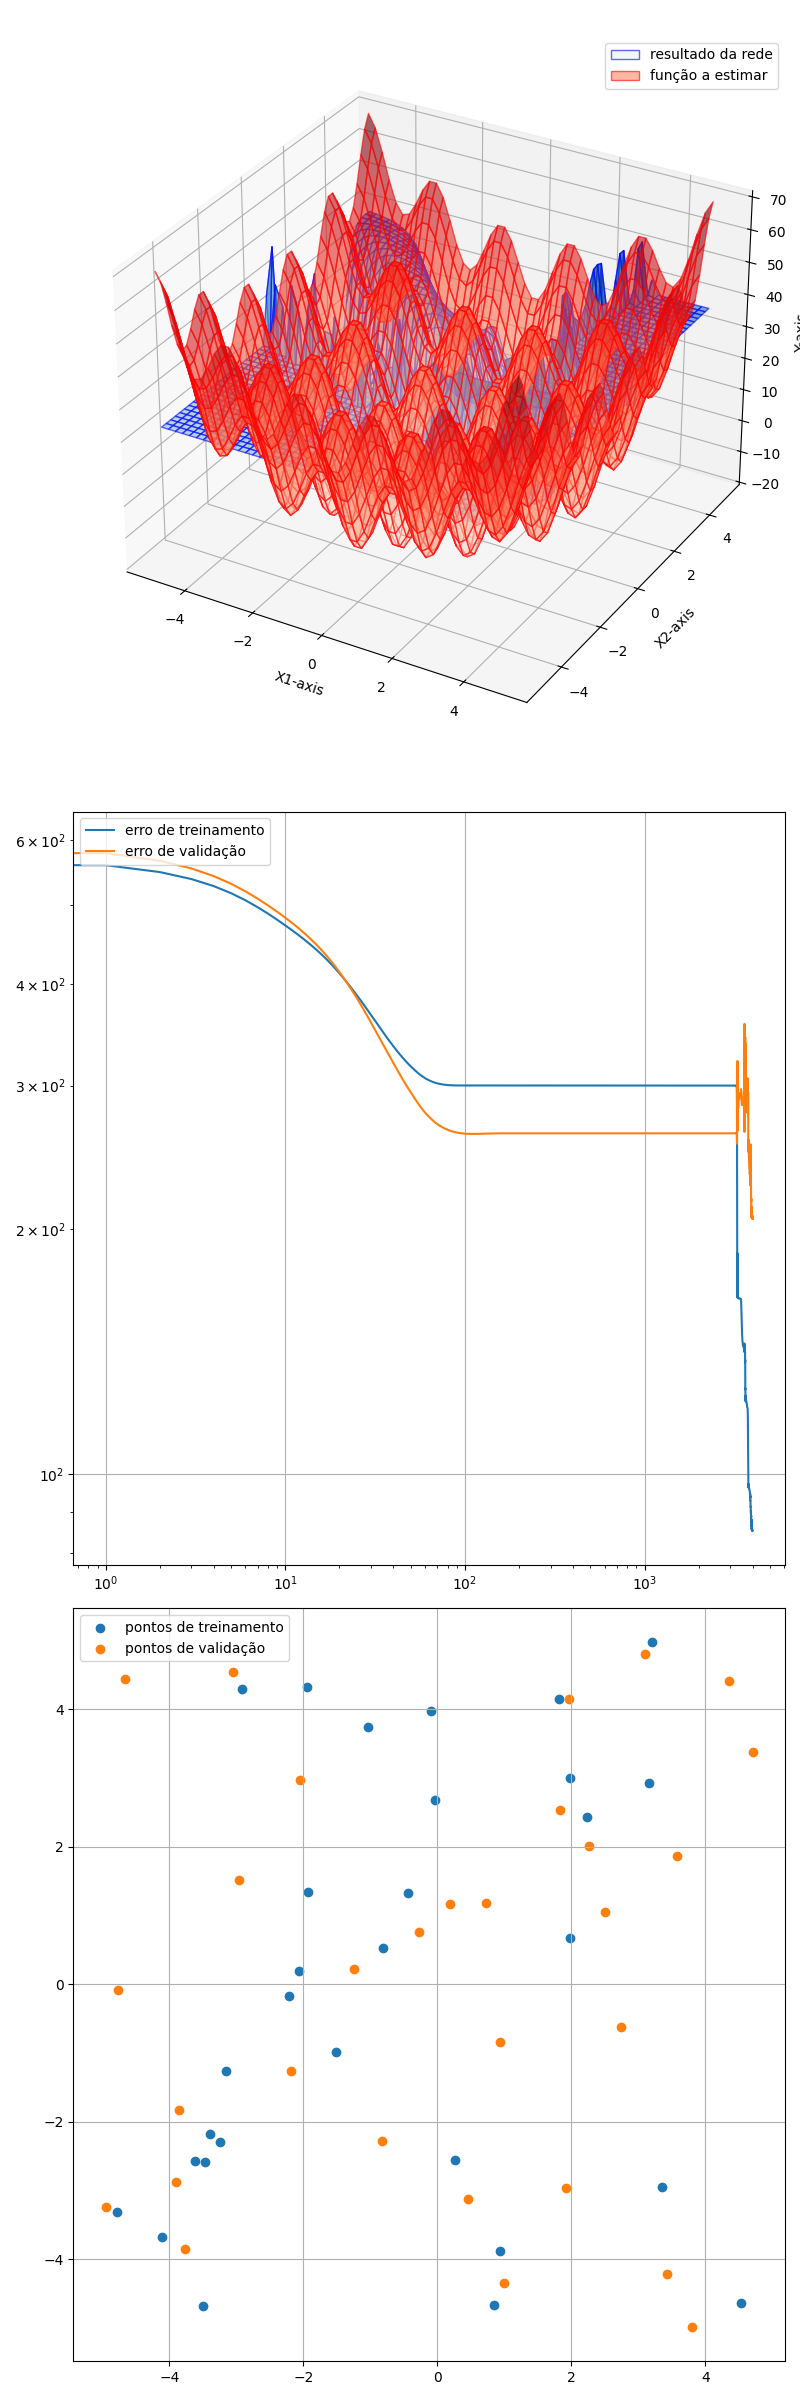 resultado da rede
função a estimar
70
60
50
40
30
20
10
0
−10
−20
Y-axis
4
2
0
−2
−4
X2-axis
−4
−2
0
2
4
X1-axis
erro de treinamento
erro de validação
6 × 10²
4 × 10²
3 × 10²
2 × 10²
10²
10⁰ 10¹ 10² 10³
pontos de treinamento
pontos de validação
4
2
0
−2
−4
−4 −2 0 2 4